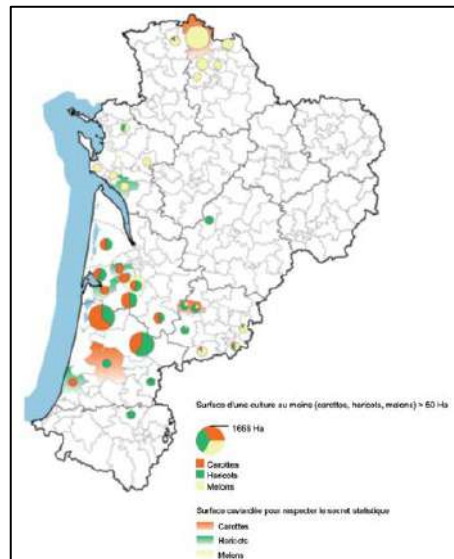 Surface d'une culture au moins (carottes, haricots, melons) > 50 Ha
1668 Ha
Carottes
Haricots
Melons
Surface caviardée pour respecter le secret statistique
Carottes
Haricots
Melons